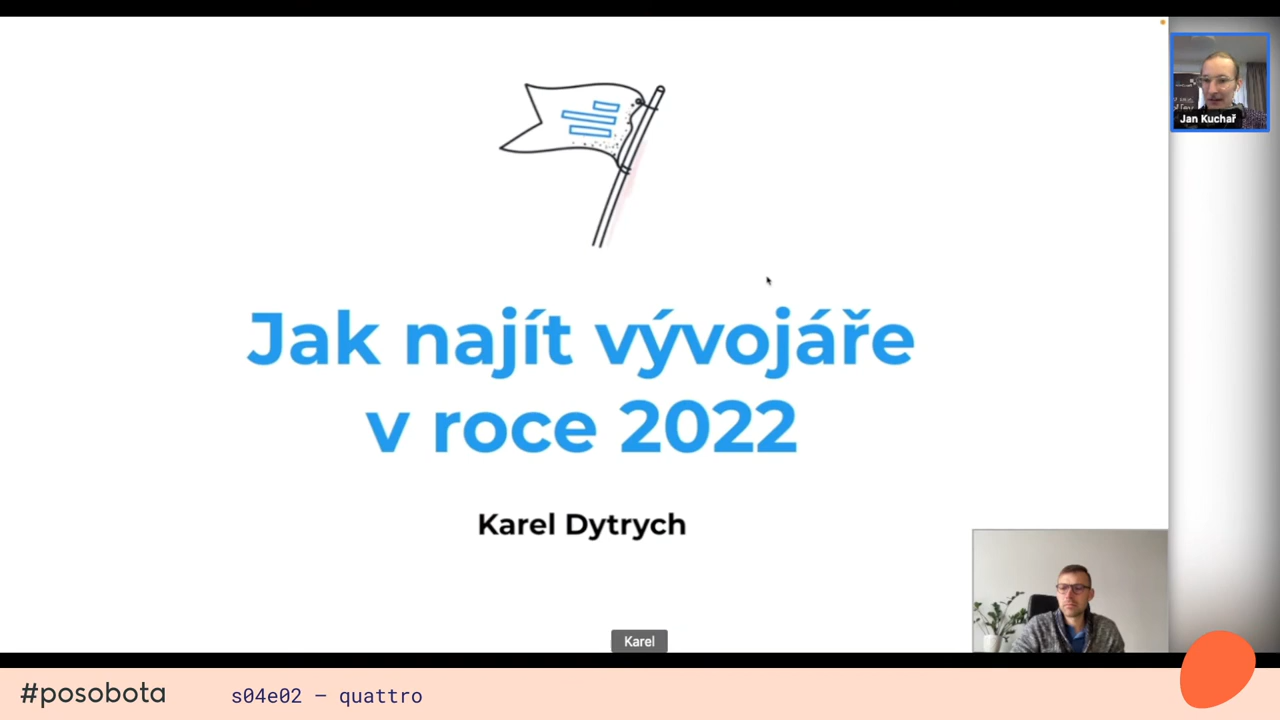 Jak najít vývojáře
v roce 2022
Karel Dytrych
Jan Kuchař
Karel
#posobota
s04e02 – quattro